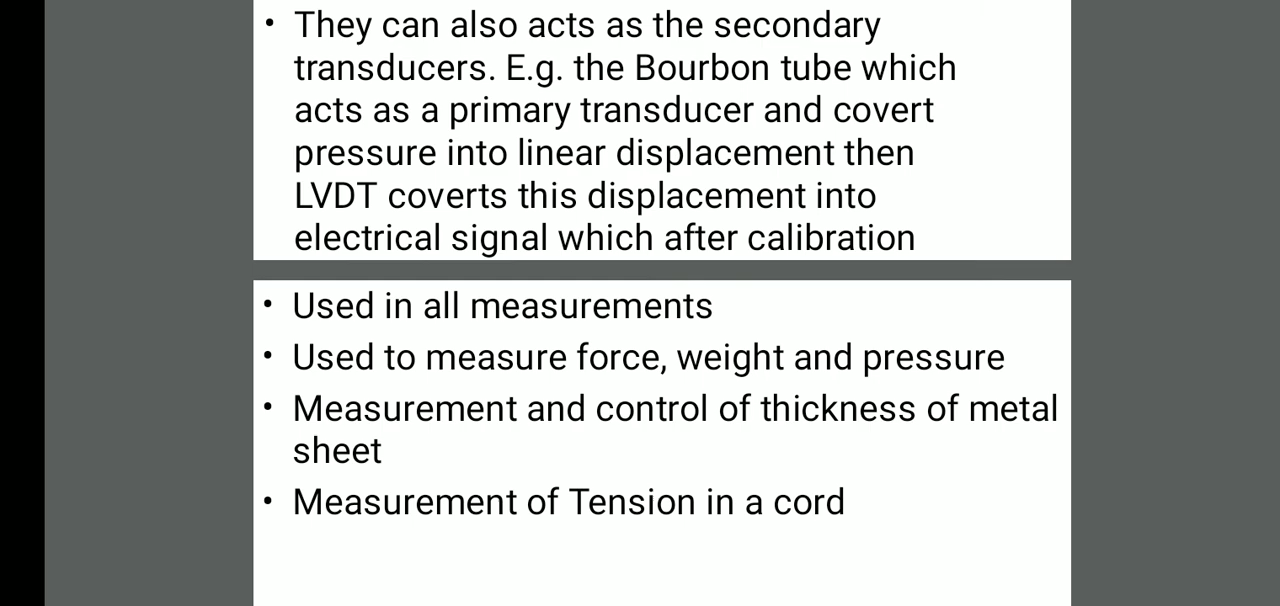 • They can also acts as the secondary
transducers. E.g. the Bourbon tube which
acts as a primary transducer and covert
pressure into linear displacement then
LVDT coverts this displacement into
electrical signal which after calibration
• Used in all measurements
• Used to measure force, weight and pressure
• Measurement and control of thickness of metal
sheet
• Measurement of Tension in a cord